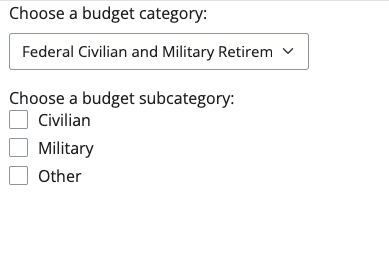 Choose a budget category:
Federal Civilian and Military Retirem
Choose a budget subcategory:
Civilian
Military
Other